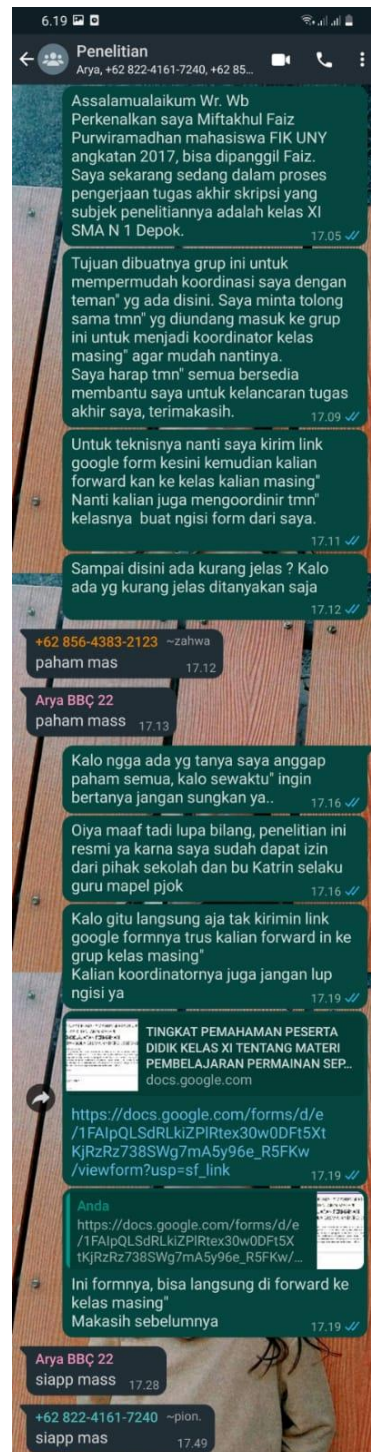 6.19
Penelitian
Arya, +62 822-4161-7240, +62 85...
Assalamualaikum Wr. Wb
Perkenalkan saya Miftakhul Faiz
Purwiramadhan mahasiswa FIK UNY
angkatan 2017, bisa dipanggil Faiz.
Saya sekarang sedang dalam proses
pengerjaan tugas akhir skripsi yang
subjek penelitiannya adalah kelas XI
SMA N 1 Depok.
17.05
Tujuan dibuatnya grup ini untuk
mempermudah koordinasi saya dengan
teman" yg ada disini. Saya minta tolong
sama tmn" yg diundang masuk ke grup
ini untuk menjadi koordinator kelas
masing" agar mudah nantinya.
Saya harap tmn" semua bersedia
membantu saya untuk kelancaran tugas
akhir saya, terimakasih.
17.09
Untuk teknisnya nanti saya kirim link
google form kesini kemudian kalian
forward kan ke kelas kalian masing"
Nanti kalian juga mengoordinir tmn"
kelasnya buat ngisi form dari saya.
17.11
Sampai disini ada kurang jelas ? Kalo
ada yg kurang jelas ditanyakan saja
17.12
+62 856-4383-2123 ~zahwa
paham mas
17.12
Arya BBÇ 22
paham mass
17.13
Kalo ngga ada yg tanya saya anggap
paham semua, kalo sewaktu" ingin
bertanya jangan sungkan ya..
17.16
Oiya maaf tadi lupa bilang, penelitian ini
resmi ya karna saya sudah dapat izin
dari pihak sekolah dan bu Katrin selaku
guru mapel pjok
17.16
Kalo gitu langsung aja tak kirimin link
google formnya trus kalian forward in ke
grup kelas masing"
Kalian koordinatornya juga jangan lup
ngisi ya
17.19
TINGKAT PEMAHAMAN PESERTA
DIDIK KELAS XI TENTANG MATERI
PEMBELAJARAN PERMAINAN SEP...
docs.google.com
https://docs.google.com/forms/d/e
/1FAIpQLSdRLkiZPlRtex30w0DFt5Xt
KjRzRz738SWg7mA5y96e_R5FKw
/viewform?usp=sf_link
17.19
Anda
https://docs.google.com/forms/d/e
/1FAIpQLSdRLkiZPlRtex30w0DFt5X
tKjRzRz738SWg7mA5y96e_R5FKw/...
Ini formnya, bisa langsung di forward ke
kelas masing"
Makasih sebelumnya
17.19
Arya BBÇ 22
siapp mass
17.28
+62 822-4161-7240 ~pion.
siapp mas
17.49